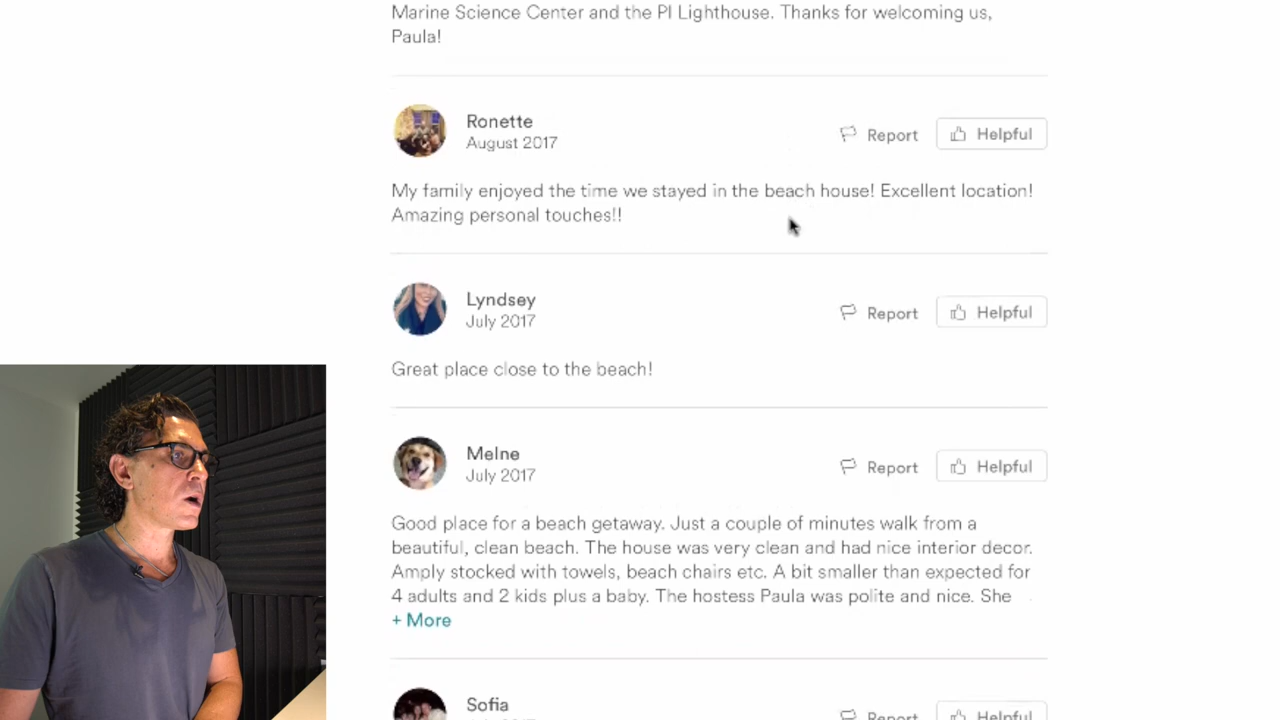 Marine Science Center and the PI Lighthouse. Thanks for welcoming us,
Paula!
Ronette
August 2017
Report
Helpful
My family enjoyed the time we stayed in the beach house! Excellent location!
Amazing personal touches!!
Lyndsey
July 2017
Report
Helpful
Great place close to the beach!
Melne
July 2017
Report
Helpful
Good place for a beach getaway. Just a couple of minutes walk from a
beautiful, clean beach. The house was very clean and had nice interior decor.
Amply stocked with towels, beach chairs etc. A bit smaller than expected for
4 adults and 2 kids plus a baby. The hostess Paula was polite and nice. She
+ More
Sofia
Report
Helpful